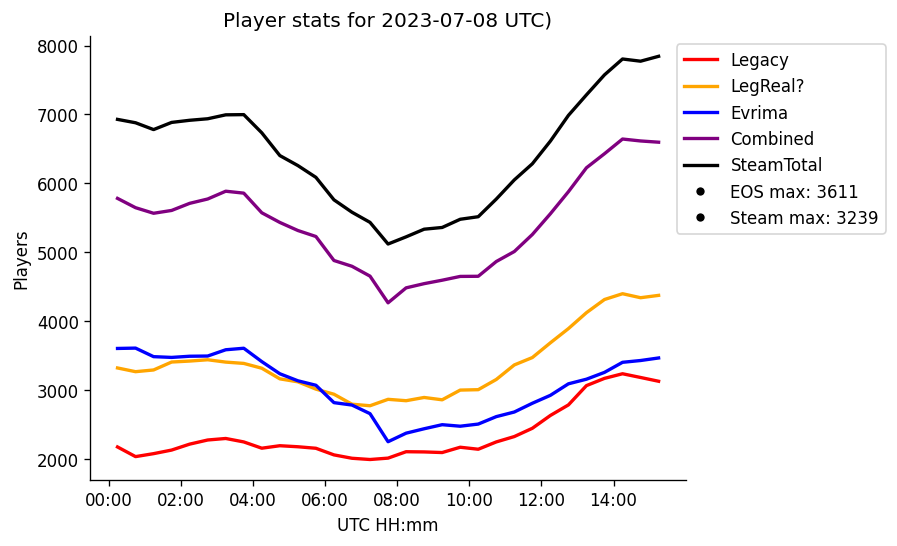 Player stats for 2023-07-08 UTC)
8000
7000
6000
5000
4000
3000
2000
Players
00:00 02:00 04:00 06:00 08:00 10:00 12:00 14:00
UTC HH:mm
Legacy
LegReal?
Evrima
Combined
SteamTotal
EOS max: 3611
Steam max: 3239